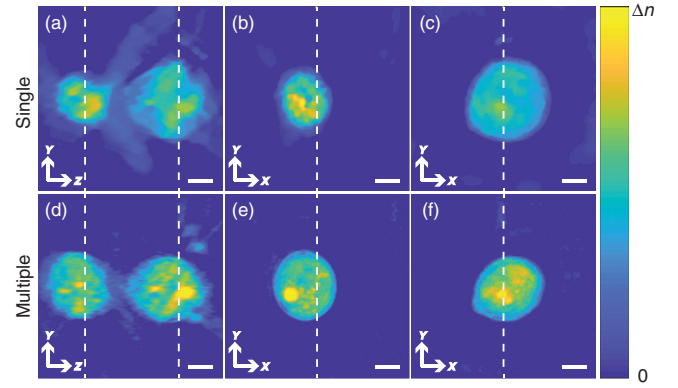 (a) (b) (c) Δn
Single
Y Z Y X Y X
(d) (e) (f)
Multiple
Y Z Y X Y X
0